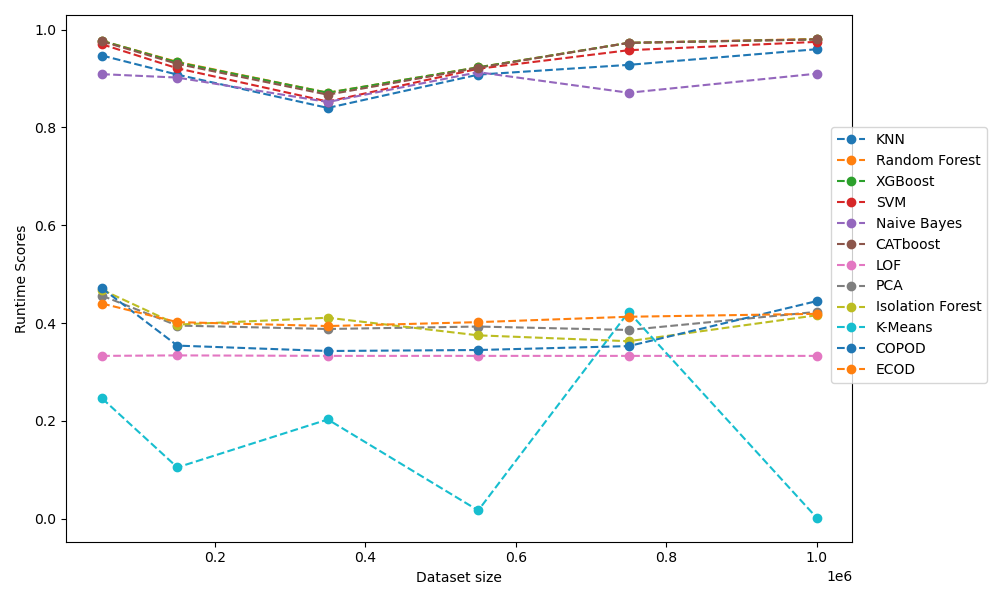 1.0
0.8
0.6
0.4
0.2
0.0
Runtime Scores
0.2
0.4
0.6
0.8
1.0
1e6
Dataset size
KNN
Random Forest
XGBoost
SVM
Naive Bayes
CATboost
LOF
PCA
Isolation Forest
K-Means
COPOD
ECOD